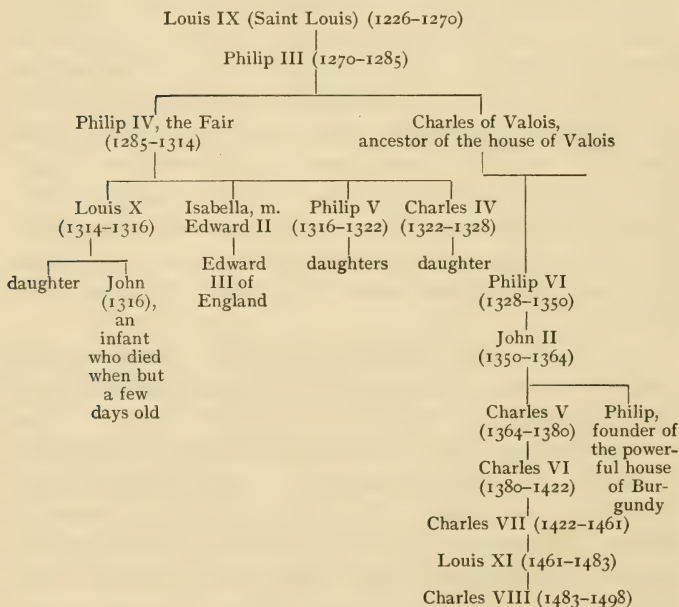 Louis IX (Saint Louis) (1226–1270)
Philip III (1270–1285)
Philip IV, the Fair
(1285–1314)
Charles of Valois,
ancestor of the house of Valois
Louis X
(1314–1316)
Isabella, m.
Edward II
Philip V
(1316–1322)
Charles IV
(1322–1328)
daughter
John
(1316),
an
infant
who died
when but
a few
days old
Edward
III of
England
daughters
daughter
Philip VI
(1328–1350)
John II
(1350–1364)
Charles V
(1364–1380)
Philip,
founder of
the power-
ful house
of Bur-
gundy
Charles VI
(1380–1422)
Charles VII (1422–1461)
Louis XI (1461–1483)
Charles VIII (1483–1498)